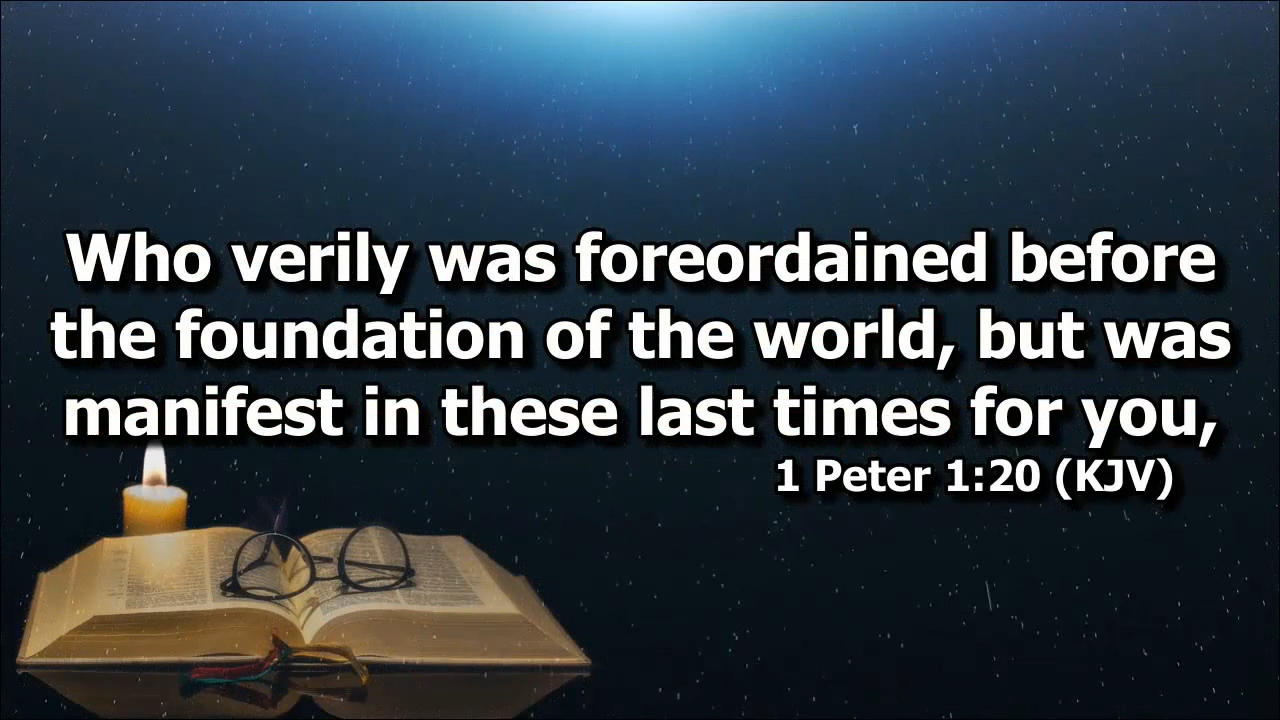 Who verily was foreordained before
the foundation of the world, but was
manifest in these last times for you,
1 Peter 1:20 (KJV)